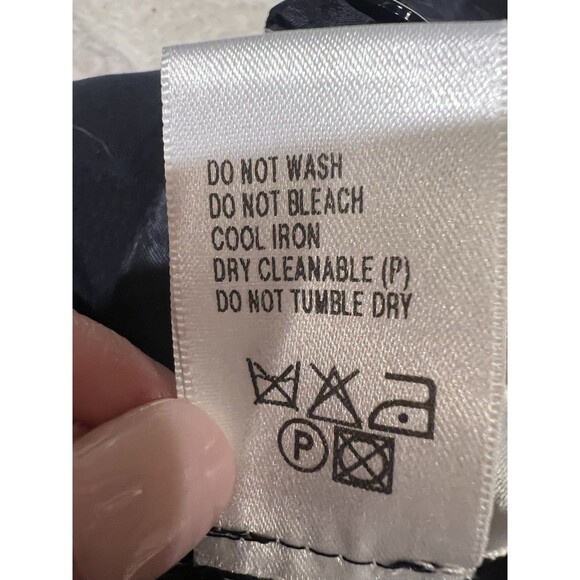 DO NOT WASH
DO NOT BLEACH
COOL IRON
DRY CLEANABLE (P)
DO NOT TUMBLE DRY
P